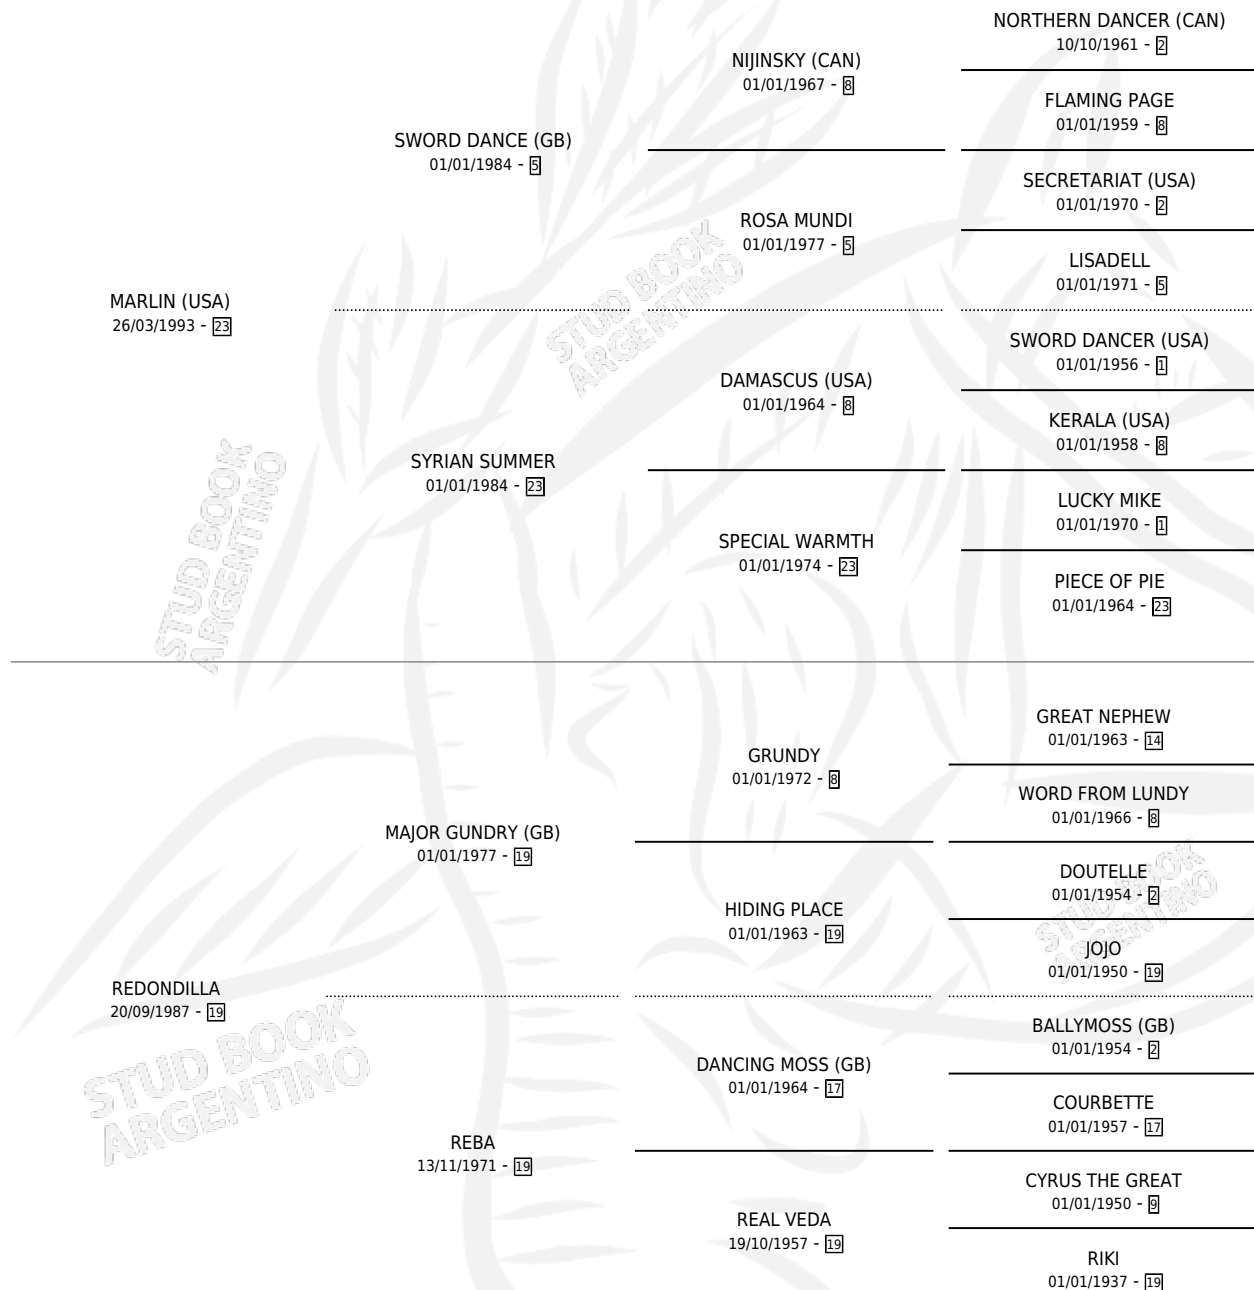 NORTHERN DANCER (CAN)
10/10/1961 - 2
NIJINSKY (CAN)
01/01/1967 - 8
FLAMING PAGE
01/01/1959 - 8
SWORD DANCE (GB)
01/01/1984 - 5
SECRETARIAT (USA)
01/01/1970 - 2
ROSA MUNDI
01/01/1977 - 5
LISADELL
01/01/1971 - 5
MARLIN (USA)
26/03/1993 - 23
SWORD DANCER (USA)
01/01/1956 - 1
DAMASCUS (USA)
01/01/1964 - 8
KERALA (USA)
01/01/1958 - 8
SYRIAN SUMMER
01/01/1984 - 23
LUCKY MIKE
01/01/1970 - 1
SPECIAL WARMTH
01/01/1974 - 23
PIECE OF PIE
01/01/1964 - 23
GREAT NEPHEW
01/01/1963 - 14
GRUNDY
01/01/1972 - 8
WORD FROM LUNDY
01/01/1966 - 8
MAJOR GUNDRY (GB)
01/01/1977 - 19
DOUTELLE
01/01/1954 - 2
HIDING PLACE
01/01/1963 - 19
JOJO
01/01/1950 - 19
REDONDILLA
20/09/1987 - 19
BALLYMOSS (GB)
01/01/1954 - 2
DANCING MOSS (GB)
01/01/1964 - 17
COURBETTE
01/01/1957 - 17
REBA
13/11/1971 - 19
CYRUS THE GREAT
01/01/1950 - 9
REAL VEDA
19/10/1957 - 19
RIKI
01/01/1937 - 19
STUD BOOK
ARGENTINO
STUD BOOK
ARGENTINO
STUD BOOK
ARGENTINO
STUD BOOK
ARGENTINO